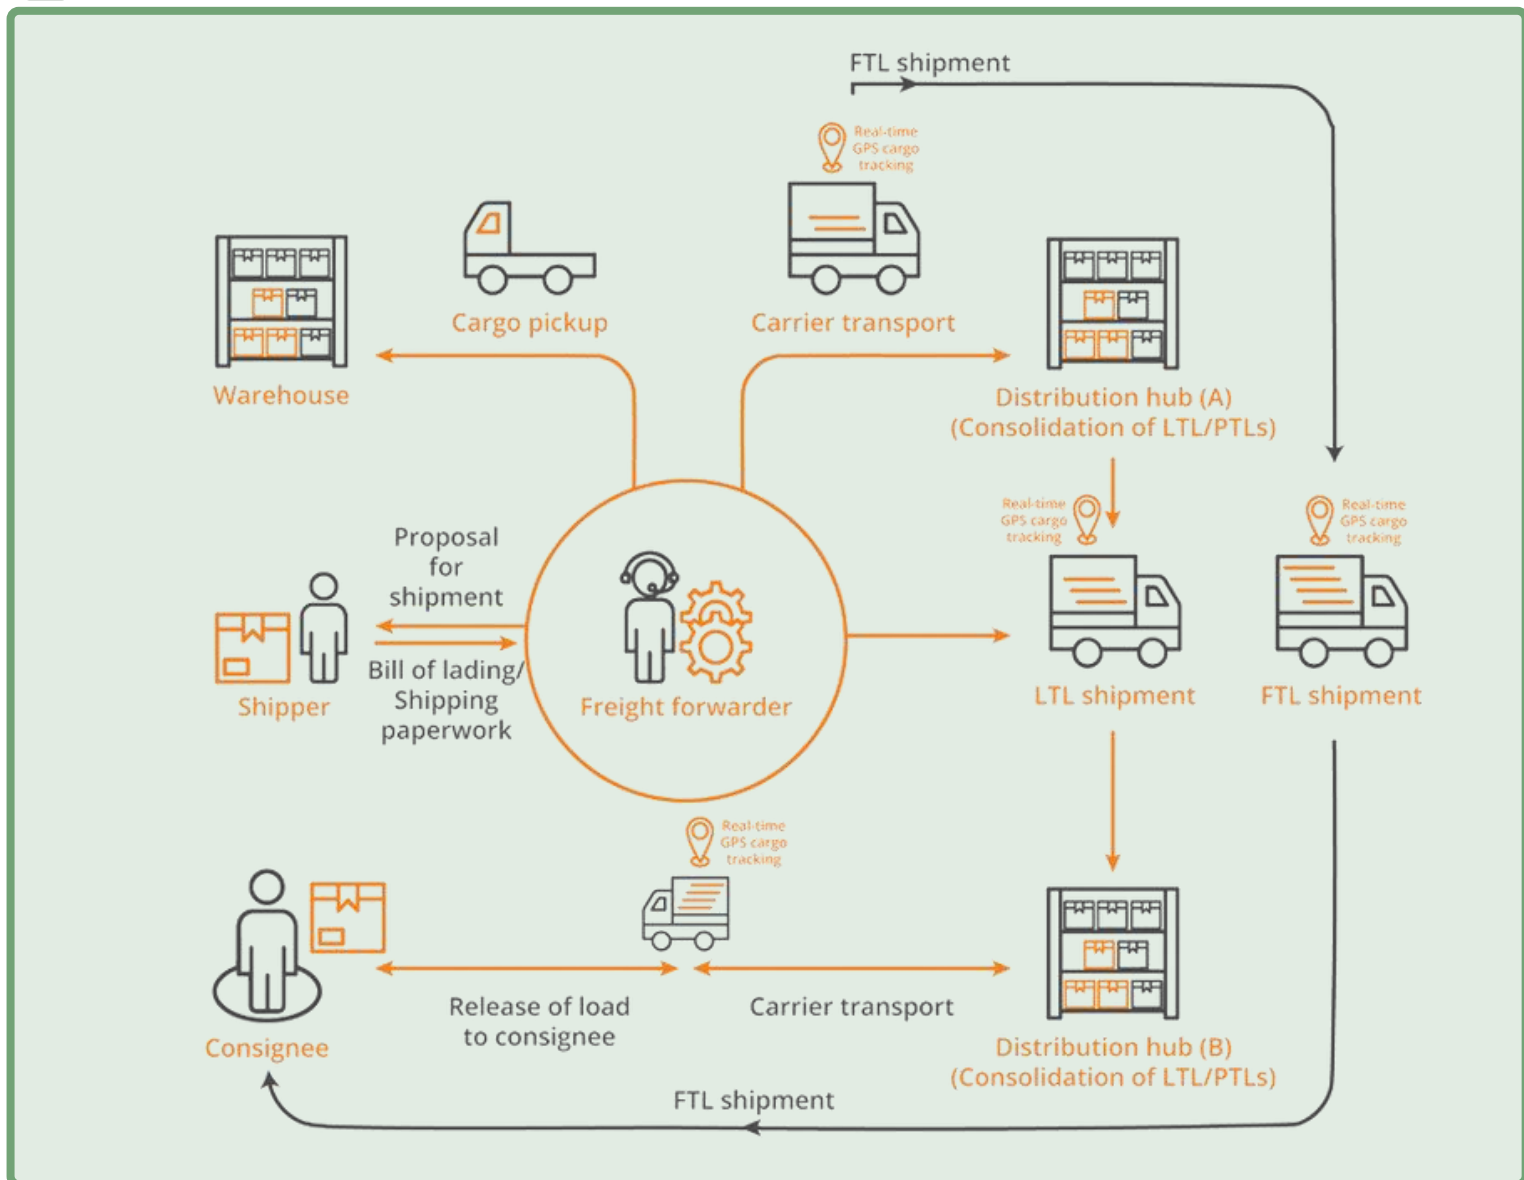 FTL shipment
Real-time
GPS cargo
tracking
Cargo pickup
Carrier transport
Warehouse
Distribution hub (A)
(Consolidation of LTL/PTLs)
Proposal
for
shipment
Bill of lading/
Shipping
paperwork
Shipper
Freight forwarder
Real-time
GPS cargo
tracking
LTL shipment
Real-time
GPS cargo
tracking
FTL shipment
Real-time
GPS cargo
tracking
Release of load
to consignee
Carrier transport
Consignee
Distribution hub (B)
(Consolidation of LTL/PTLs)
FTL shipment